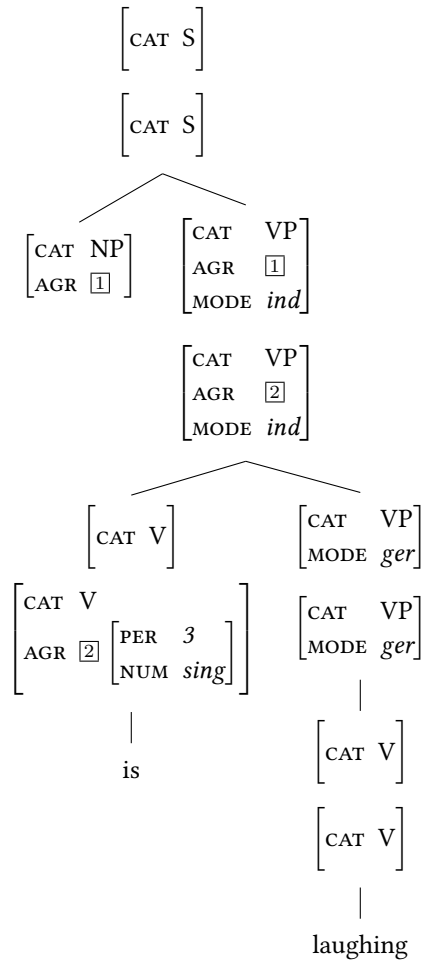 CAT S
CAT S
CAT NP
AGR 1
CAT VP
AGR 1
MODE ind
CAT VP
AGR 2
MODE ind
CAT V
CAT VP
MODE ger
CAT V
AGR 2 PER 3
NUM sing
CAT VP
MODE ger
is
CAT V
CAT V
laughing